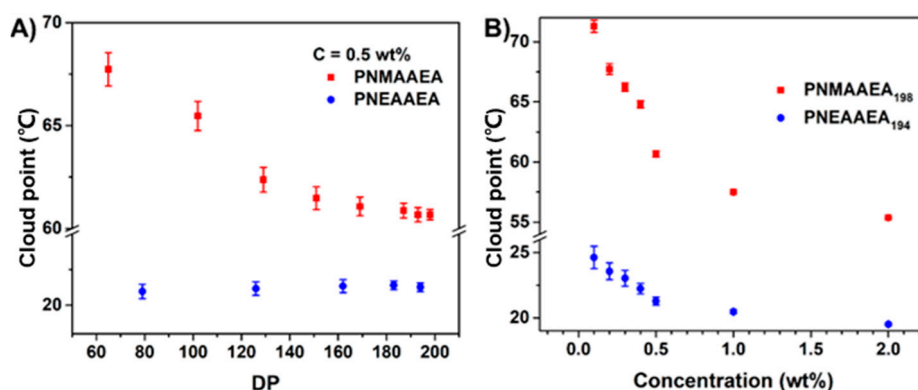 A)
C = 0.5 wt%
PNMAAEA
PNEAAEA
Cloud point (℃)
70
65
60
20
60 80 100 120 140 160 180 200
DP
B)
PNMAAEA198
PNEAAEA194
Cloud point (℃)
70
65
60
55
25
20
0.0 0.5 1.0 1.5 2.0
Concentration (wt%)